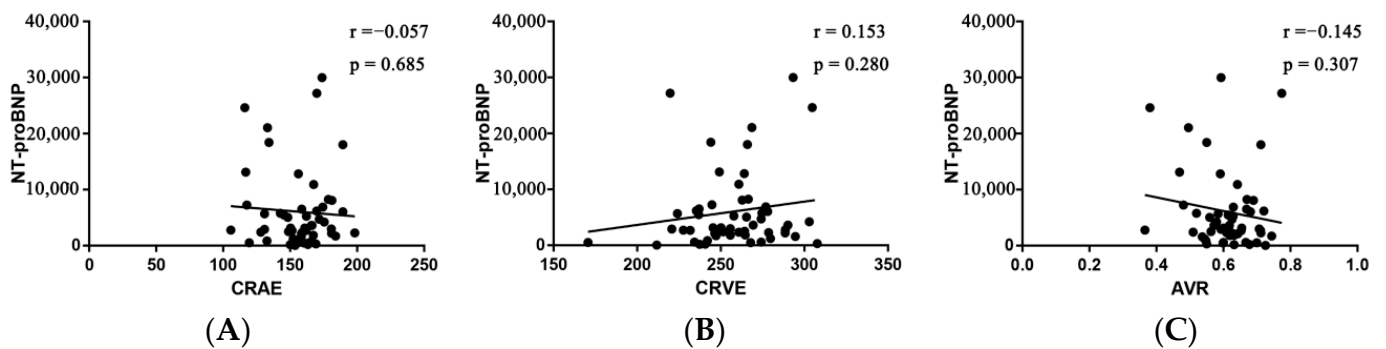 40,000
30,000
20,000
10,000
0
NT-proBNP
r =−0.057
p = 0.685
0 50 100 150 200 250
CRAE
(A)
40,000
30,000
20,000
10,000
0
NT-proBNP
r = 0.153
p = 0.280
150 200 250 300 350
CRVE
(B)
40,000
30,000
20,000
10,000
0
NT-proBNP
r =−0.145
p = 0.307
0.0 0.2 0.4 0.6 0.8 1.0
AVR
(C)